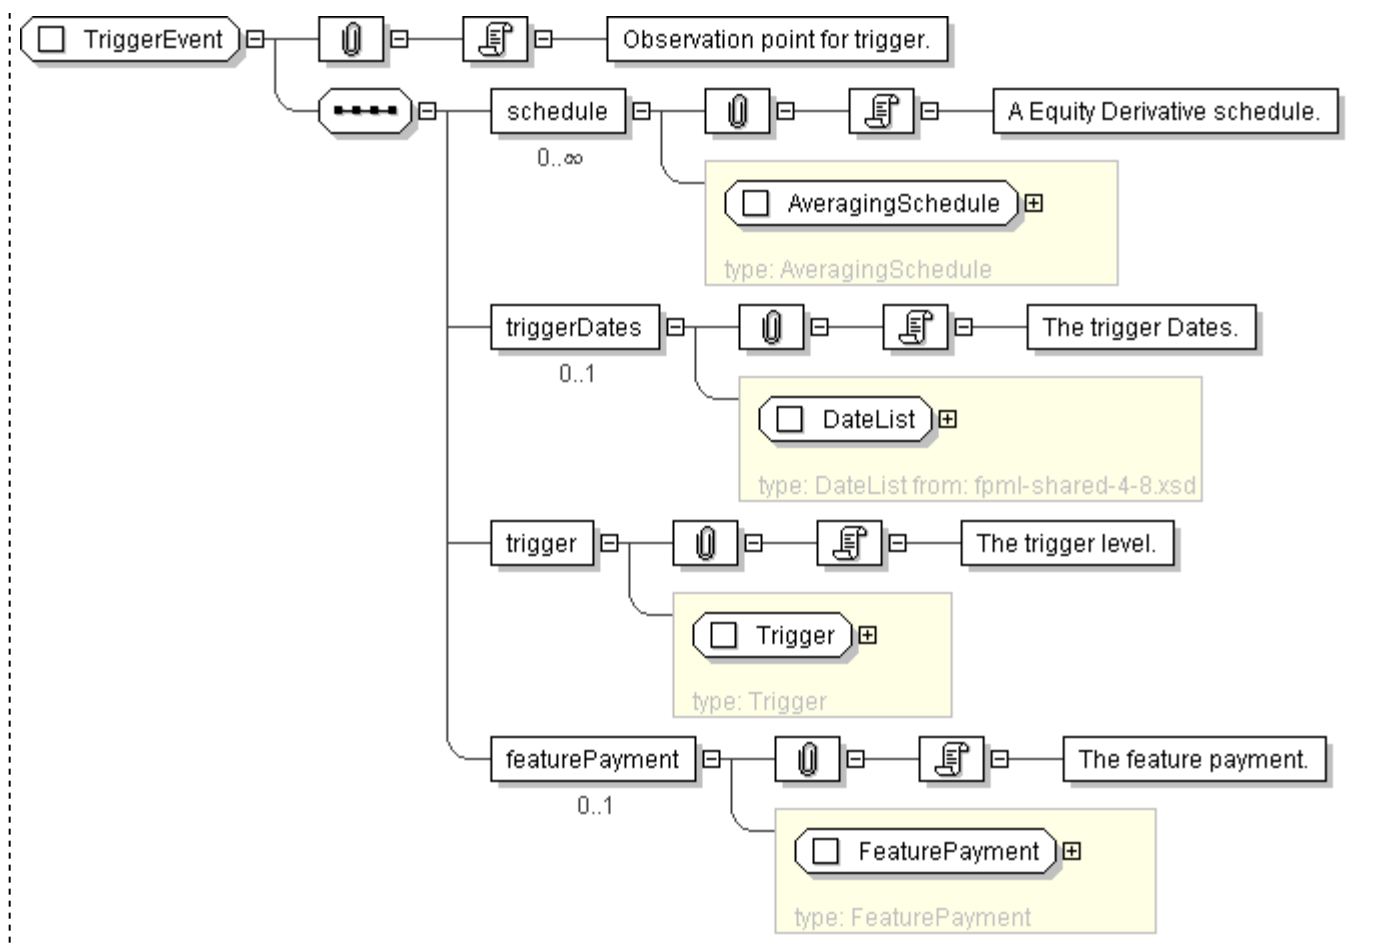 TriggerEvent
Observation point for trigger.
schedule
A Equity Derivative schedule.
0..∞
AveragingSchedule
type: AveragingSchedule
triggerDates
The trigger Dates.
0..1
DateList
type: DateList from: fpml-shared-4-8.xsd
trigger
The trigger level.
Trigger
type: Trigger
featurePayment
The feature payment.
0..1
FeaturePayment
type: FeaturePayment